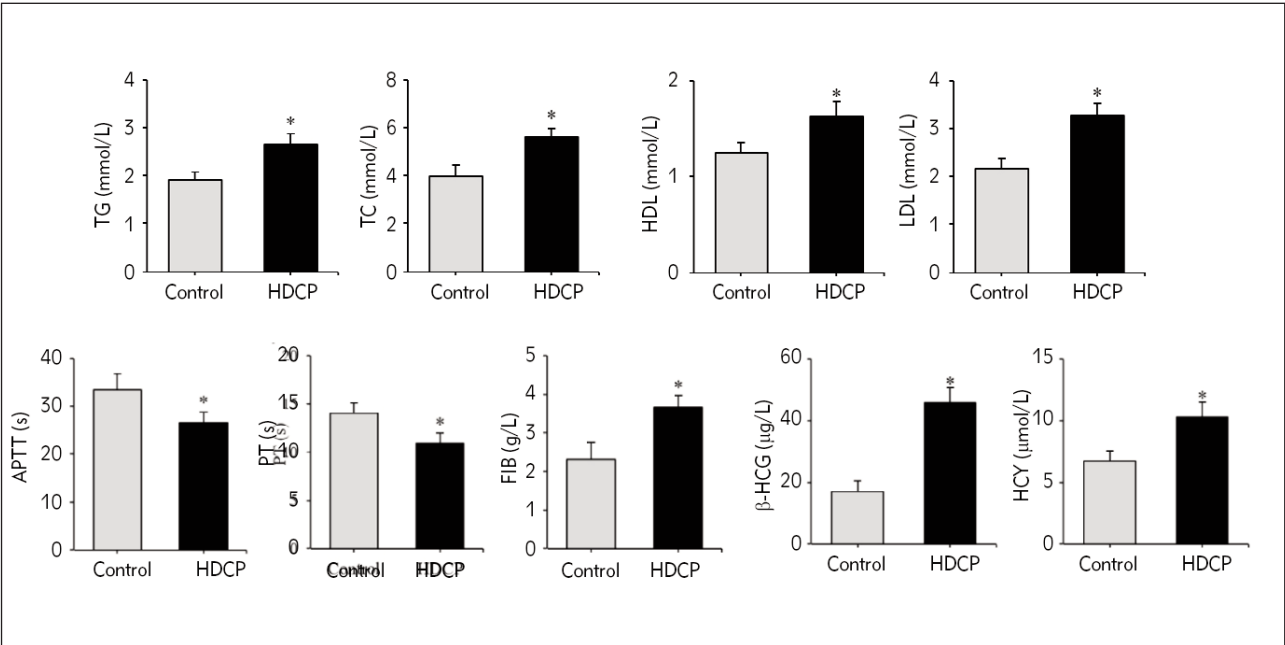 TG (mmol/L)
4
3
2
1
0
*
Control HDCP
TC (mmol/L)
8
6
4
2
0
*
Control HDCP
HDL (mmol/L)
2
1
0
*
Control HDCP
LDL (mmol/L)
4
3
2
1
0
*
Control HDCP
APTT (s)
40
30
20
10
0
*
Control HDCP
PT (s)
PT (s)
20
15
10
5
0
*
Control HDCP
FIB (g/L)
5
4
3
2
1
0
*
Control HDCP
β-HCG (μg/L)
60
40
20
0
*
Control HDCP
HCY (μmol/L)
15
10
5
0
*
Control HDCP